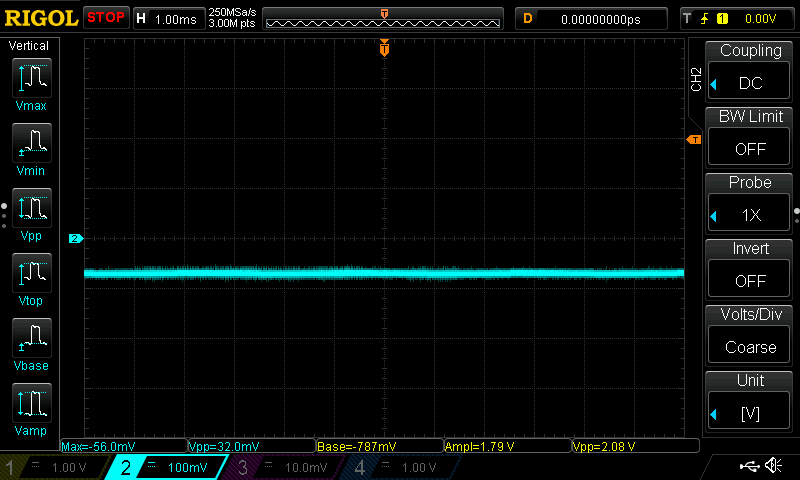 RIGOL STOP H 1.00ms 250MSa/s
3.00M pts
T
D 0.00000000ps T 1 0.00V
Vertical
Vmax
Vmin
Vpp
Vtop
Vbase
Vamp
T
T
2
CH2
Coupling
DC
BW Limit
OFF
Probe
1X
Invert
OFF
Volts/Div
Coarse
Unit
[V]
Max=-56.0mV Vpp=32.0mV Base=-787mV Ampl=1.79 V Vpp=2.08 V
1 1.00 V 2 100mV 3 10.0mV 4 1.00 V